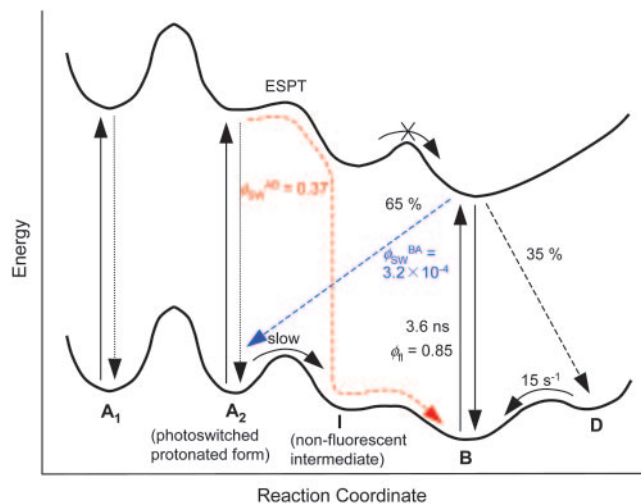 ESPT
ϕSW^AB = 0.37
65 %
35 %
ϕSW^BA =
3.2 × 10⁻⁴
Energy
slow
3.6 ns
ϕfl = 0.85
15 s⁻¹
A₁
A₂
I
B
D
(photoswitched
protonated form)
(non-fluorescent
intermediate)
Reaction Coordinate